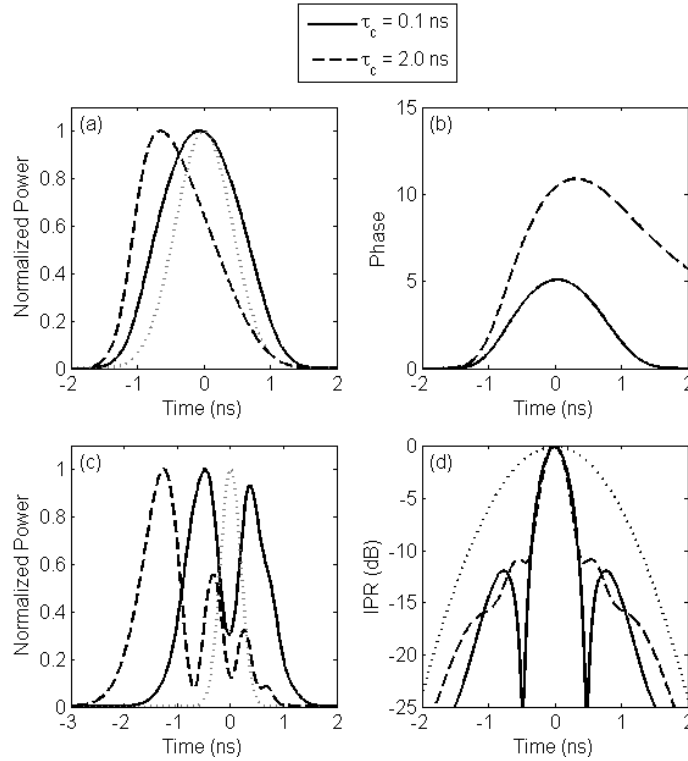 τc = 0.1 ns
τc = 2.0 ns
(a)
Normalized Power
1
0.8
0.6
0.4
0.2
0
-2 -1 0 1 2
Time (ns)
(b)
Phase
15
10
5
0
-2 -1 0 1 2
Time (ns)
(c)
Normalized Power
1
0.8
0.6
0.4
0.2
0
-3 -2 -1 0 1 2
Time (ns)
(d)
IPR (dB)
0
-5
-10
-15
-20
-25
-2 -1 0 1 2
Time (ns)